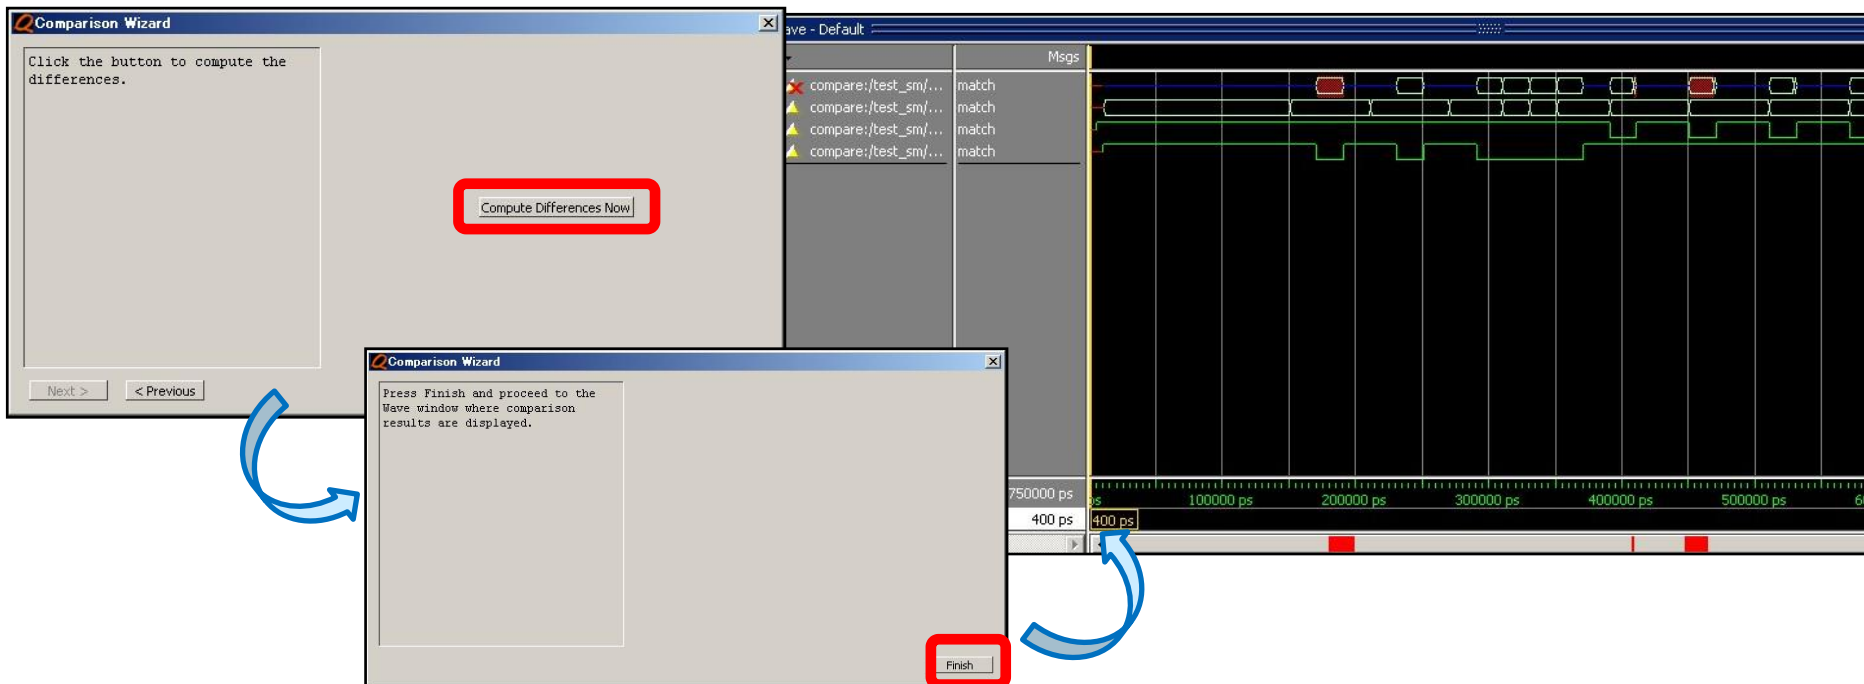 Comparison Wizard
Click the button to compute the
differences.
Compute Differences Now
Next >
< Previous
Comparison Wizard
Press Finish and proceed to the
Wave window where comparison
results are displayed.
Finish
ave - Default
Msgs
compare:/test_sm/... match
compare:/test_sm/... match
compare:/test_sm/... match
compare:/test_sm/... match
750000 ps
ps 100000 ps 200000 ps 300000 ps 400000 ps 500000 ps 6
400 ps
400 ps